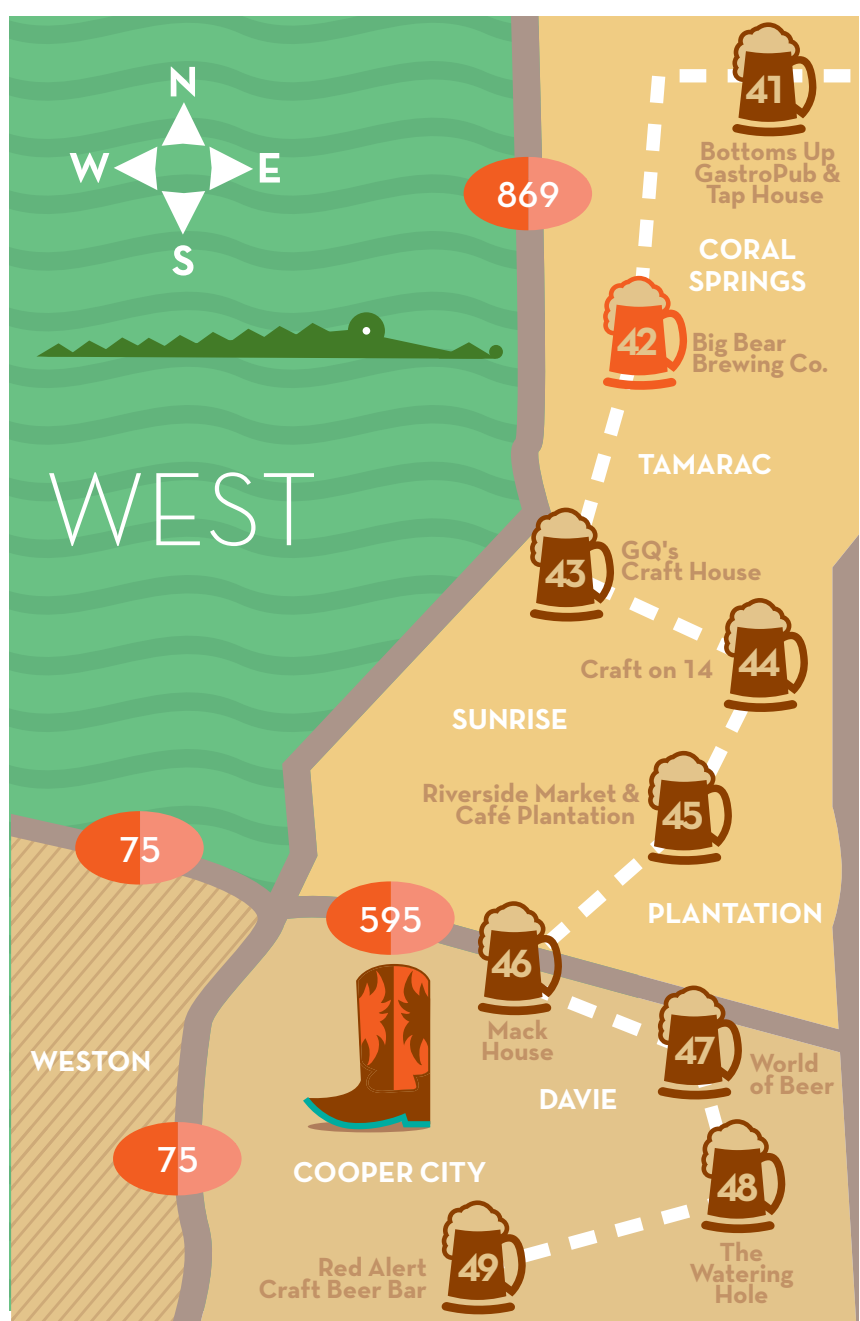 N
W
E
S
41
Bottoms Up
GastroPub &
Tap House
869
CORAL
SPRINGS
42
Big Bear
Brewing Co.
TAMARAC
WEST
43
GQ's
Craft House
44
Craft on 14
SUNRISE
Riverside Market &
Café Plantation
45
75
595
PLANTATION
46
Mack
House
47
World
of Beer
WESTON
DAVIE
75
COOPER CITY
48
The
Watering
Hole
49
Red Alert
Craft Beer Bar